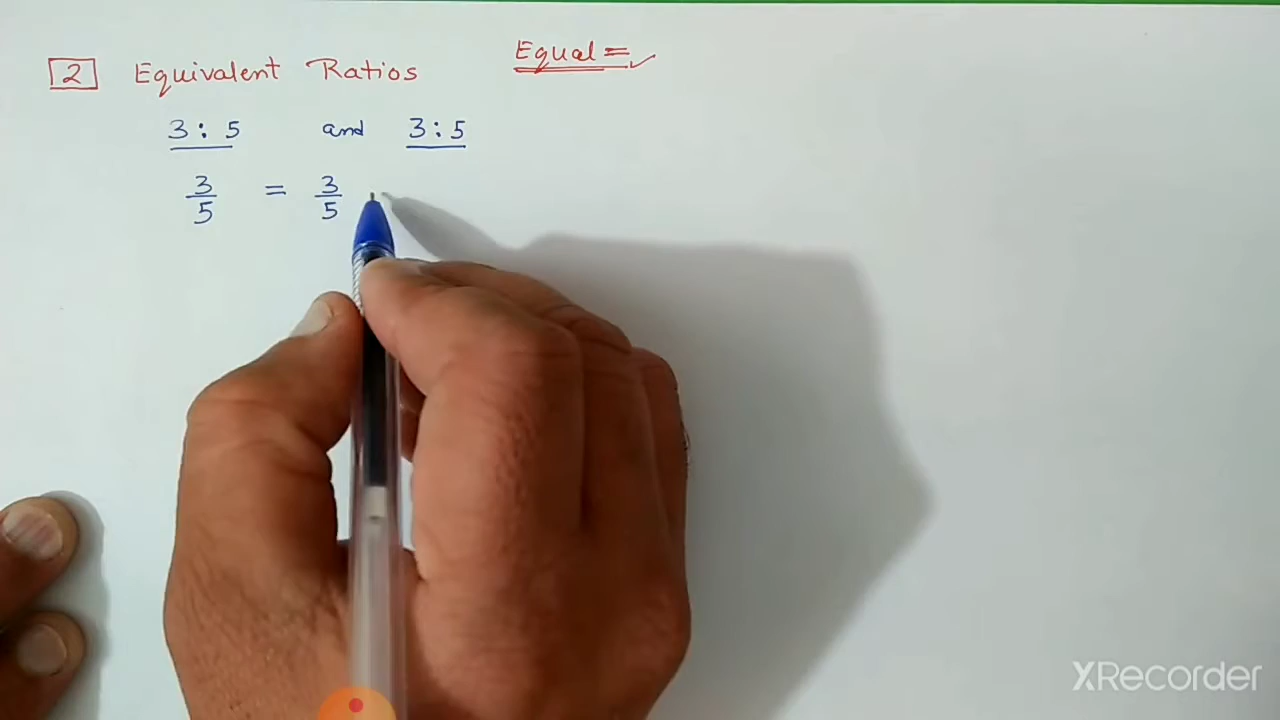 2 Equivalent Ratios Equal =
3 : 5 and 3 : 5
3/5 = 3/5
XRecorder